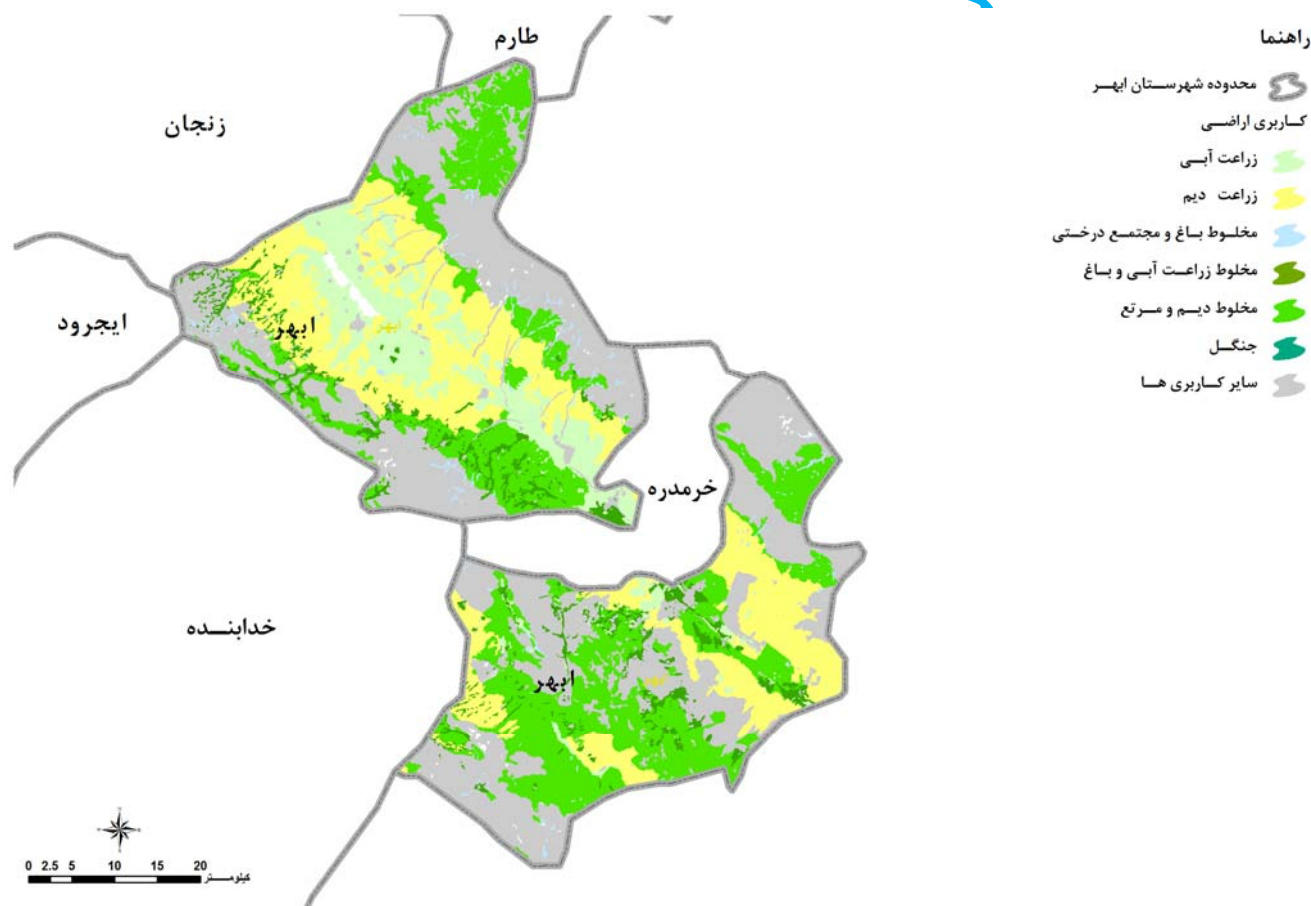 راهنما
محدوده شهرستان ابهر
کاربری اراضی
زراعت آبی
زراعت دیم
مخلوط باغ و مجتمع درختی
مخلوط زراعت آبی و باغ
مخلوط دیم و مرتع
جنگل
سایر کاربری ها
طارم
زنجان
ایجرود
ابهر
ابهر
خرمدره
خدابنده
ابهر
ابهر
0 2.5 5 10 15 20
کیلومتر